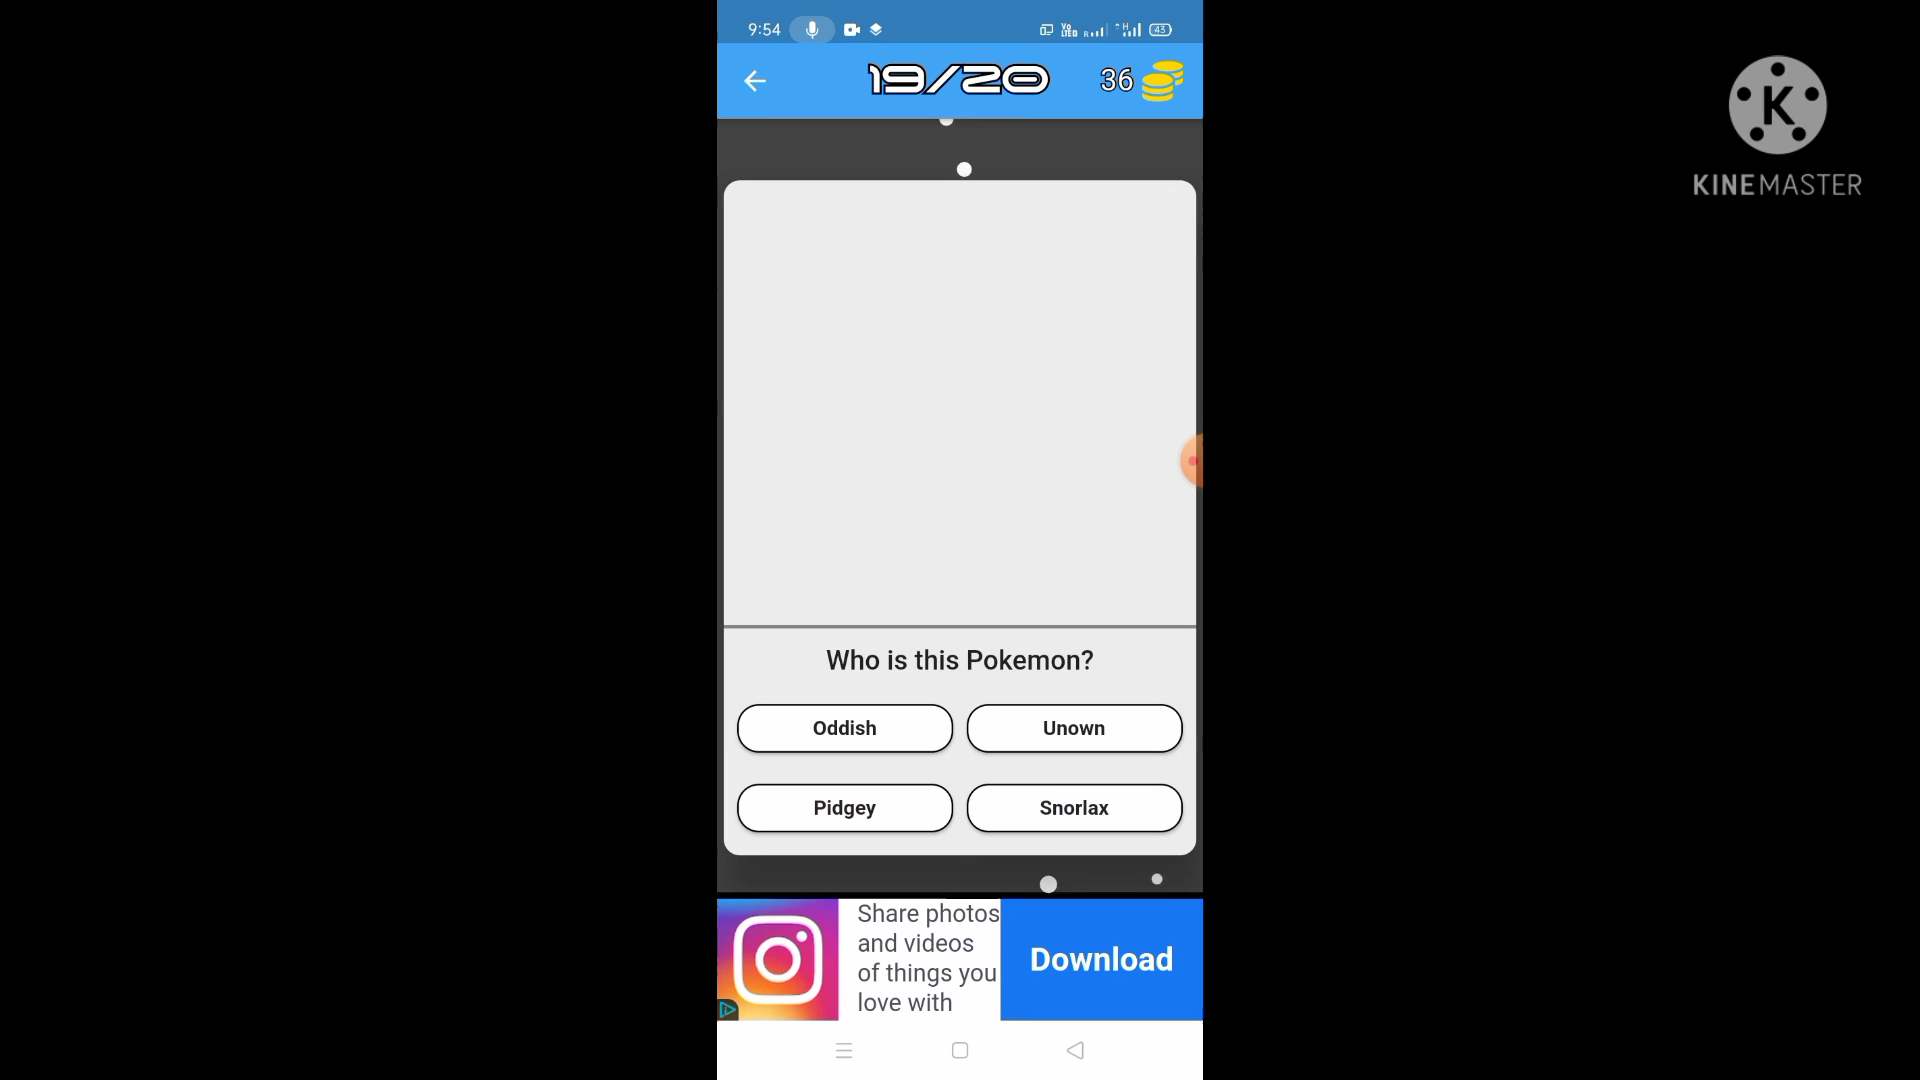 9:54
43
19/20
36
KINEMASTER
Who is this Pokemon?
Oddish
Unown
Pidgey
Snorlax
Share photos
and videos
of things you
love with
Download